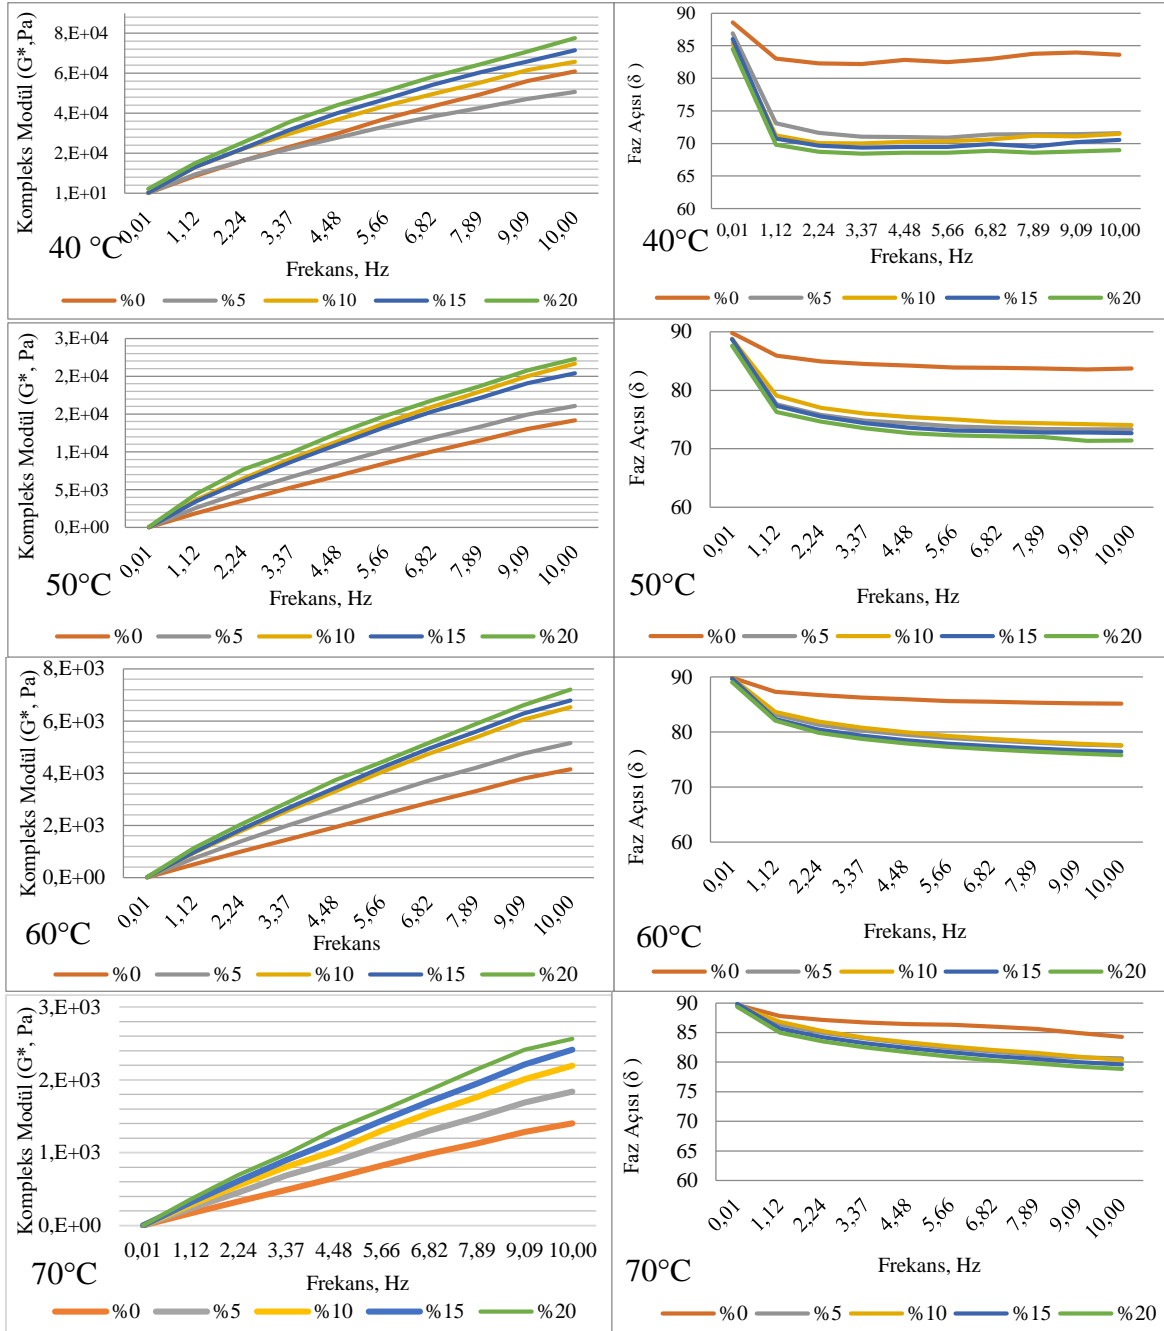 Kompleks Modül (G*,Pa)
8,E+04
6,E+04
4,E+04
2,E+04
1,E+01
0,01 1,12 2,24 3,37 4,48 5,66 6,82 7,89 9,09 10,00
40 °C
Frekans, Hz
%0 %5 %10 %15 %20
Faz Açısı (δ )
90
85
80
75
70
65
60
0,01 1,12 2,24 3,37 4,48 5,66 6,82 7,89 9,09 10,00
40°C
Frekans, Hz
%0 %5 %10 %15 %20
Kompleks Modül (G*, Pa)
3,E+04
2,E+04
2,E+04
1,E+04
5,E+03
0,E+00
0,01 1,12 2,24 3,37 4,48 5,66 6,82 7,89 9,09 10,00
50°C
Frekans, Hz
%0 %5 %10 %15 %20
Faz Açısı (δ )
90
80
70
60
0,01 1,12 2,24 3,37 4,48 5,66 6,82 7,89 9,09 10,00
50°C
Frekans, Hz
%0 %5 %10 %15 %20
Kompleks Modül (G*, Pa)
8,E+03
6,E+03
4,E+03
2,E+03
0,E+00
0,01 1,12 2,24 3,37 4,48 5,66 6,82 7,89 9,09 10,00
60°C
Frekans
%0 %5 %10 %15 %20
Faz Açısı (δ )
90
80
70
60
0,01 1,12 2,24 3,37 4,48 5,66 6,82 7,89 9,09 10,00
60°C
Frekans, Hz
%0 %5 %10 %15 %20
Kompleks Modül (G*, Pa)
3,E+03
2,E+03
1,E+03
0,E+00
0,01 1,12 2,24 3,37 4,48 5,66 6,82 7,89 9,09 10,00
70°C
Frekans, Hz
%0 %5 %10 %15 %20
Faz Açısı (δ )
90
85
80
75
70
65
60
0,01 1,12 2,24 3,37 4,48 5,66 6,82 7,89 9,09 10,00
70°C
Frekans, Hz
%0 %5 %10 %15 %20